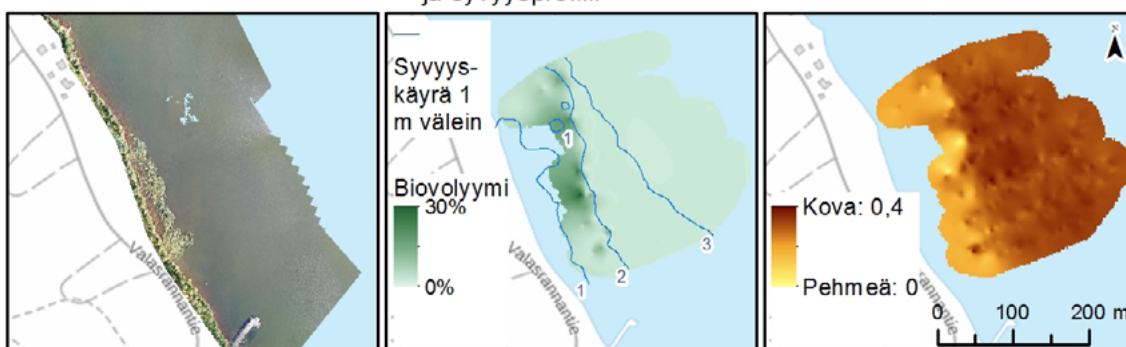 Valasrannantie
Syvyys-
käyrä 1
m välein
Biovolyymi
30%
0%
1
1
2
3
Valasrannantie
N
Kova: 0,4
Pehmeä: 0
0 100 200 m